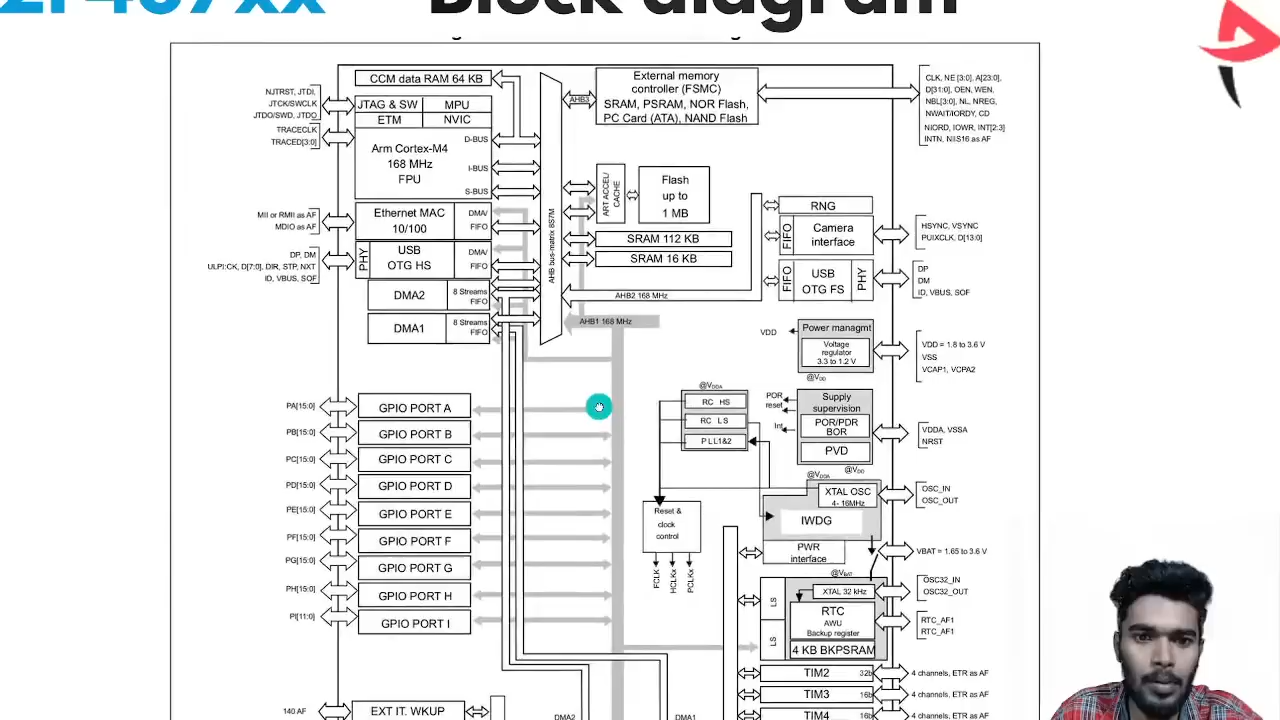 Block diagram
CCM data RAM 64 KB
External memory
controller (FSMC)
SRAM, PSRAM, NOR Flash,
PC Card (ATA), NAND Flash
AHB3
CLK, NE [3:0], A[23:0],
D[31:0], OEN, WEN,
NBL[3:0], NL, NREG,
NWAIT/IORDY, CD
NIORD, IOWR, INT[2:3]
INTN, NIIS16 as AF
NJTRST, JTDI,
JTCK/SWCLK
JTDO/SWD, JTDO
TRACECLK
TRACED[3:0]
JTAG & SW
MPU
ETM
NVIC
Arm Cortex-M4
168 MHz
FPU
D-BUS
I-BUS
S-BUS
AHB bus-matrix 8S7M
ART ACCEL/
CACHE
Flash
up to
1 MB
SRAM 112 KB
SRAM 16 KB
AHB2 168 MHz
AHB1 168 MHz
MII or RMII as AF
MDIO as AF
Ethernet MAC
10/100
DMA/
FIFO
DP, DM
ULPI:CK, D[7:0], DIR, STP, NXT
ID, VBUS, SOF
PHY
USB
OTG HS
DMA/
FIFO
DMA2
8 Streams
FIFO
DMA1
8 Streams
FIFO
RNG
FIFO
Camera
interface
HSYNC, VSYNC
PUIXCLK, D[13:0]
FIFO
USB
OTG FS
PHY
DP
DM
ID, VBUS, SOF
VDD
Power managmt
Voltage
regulator
3.3 to 1.2 V
@VDD
VDD = 1.8 to 3.6 V
VSS
VCAP1, VCPA2
@VDDA
RC HS
RC LS
PLL1&2
POR
reset
Int
Supply
supervision
POR/PDR
BOR
PVD
VDDA, VSSA
NRST
@VDDA
@VDD
XTAL OSC
4- 16MHz
OSC_IN
OSC_OUT
IWDG
PWR
interface
VBAT = 1.65 to 3.6 V
@VBAT
Reset &
clock
control
FCLK
HCLKx
PCLKx
LS
LS
XTAL 32 kHz
OSC32_IN
OSC32_OUT
RTC
AWU
Backup register
4 KB BKPSRAM
RTC_AF1
RTC_AF1
PA[15:0]
GPIO PORT A
PB[15:0]
GPIO PORT B
PC[15:0]
GPIO PORT C
PD[15:0]
GPIO PORT D
PE[15:0]
GPIO PORT E
PF[15:0]
GPIO PORT F
PG[15:0]
GPIO PORT G
PH[15:0]
GPIO PORT H
PI[11:0]
GPIO PORT I
TIM2
32b
4 channels, ETR as AF
TIM3
16b
4 channels, ETR as AF
TIM4
16b
4 channels, ETR as AF
140 AF
EXT IT. WKUP
DMA2
DMA1